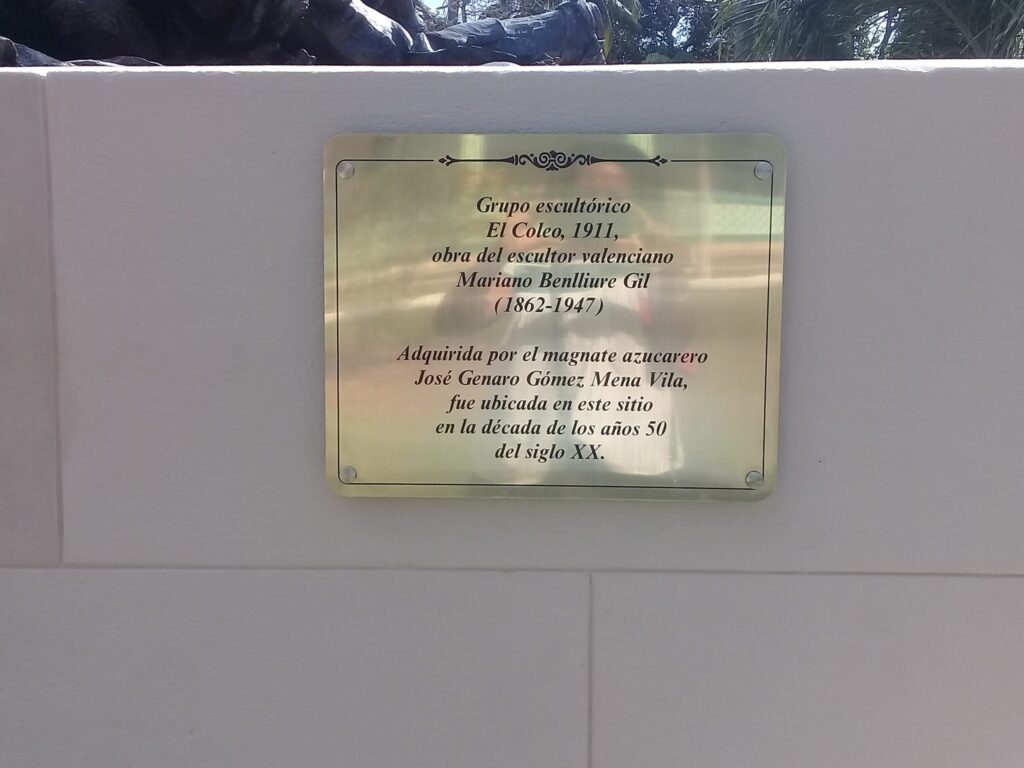 Grupo escultórico
El Coleo, 1911,
obra del escultor valenciano
Mariano Benlliure Gil
(1862-1947)
Adquirida por el magnate azucarero
José Genaro Gómez Mena Vila,
fue ubicada en este sitio
en la década de los años 50
del siglo XX.